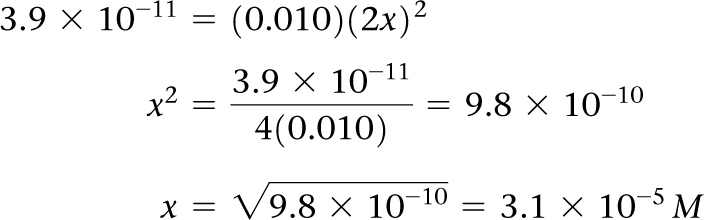 3.9 × 10⁻¹¹ = (0.010)(2x)²
x² = 3.9 × 10⁻¹¹ / 4(0.010) = 9.8 × 10⁻¹⁰
x = √(9.8 × 10⁻¹⁰) = 3.1 × 10⁻⁵ M